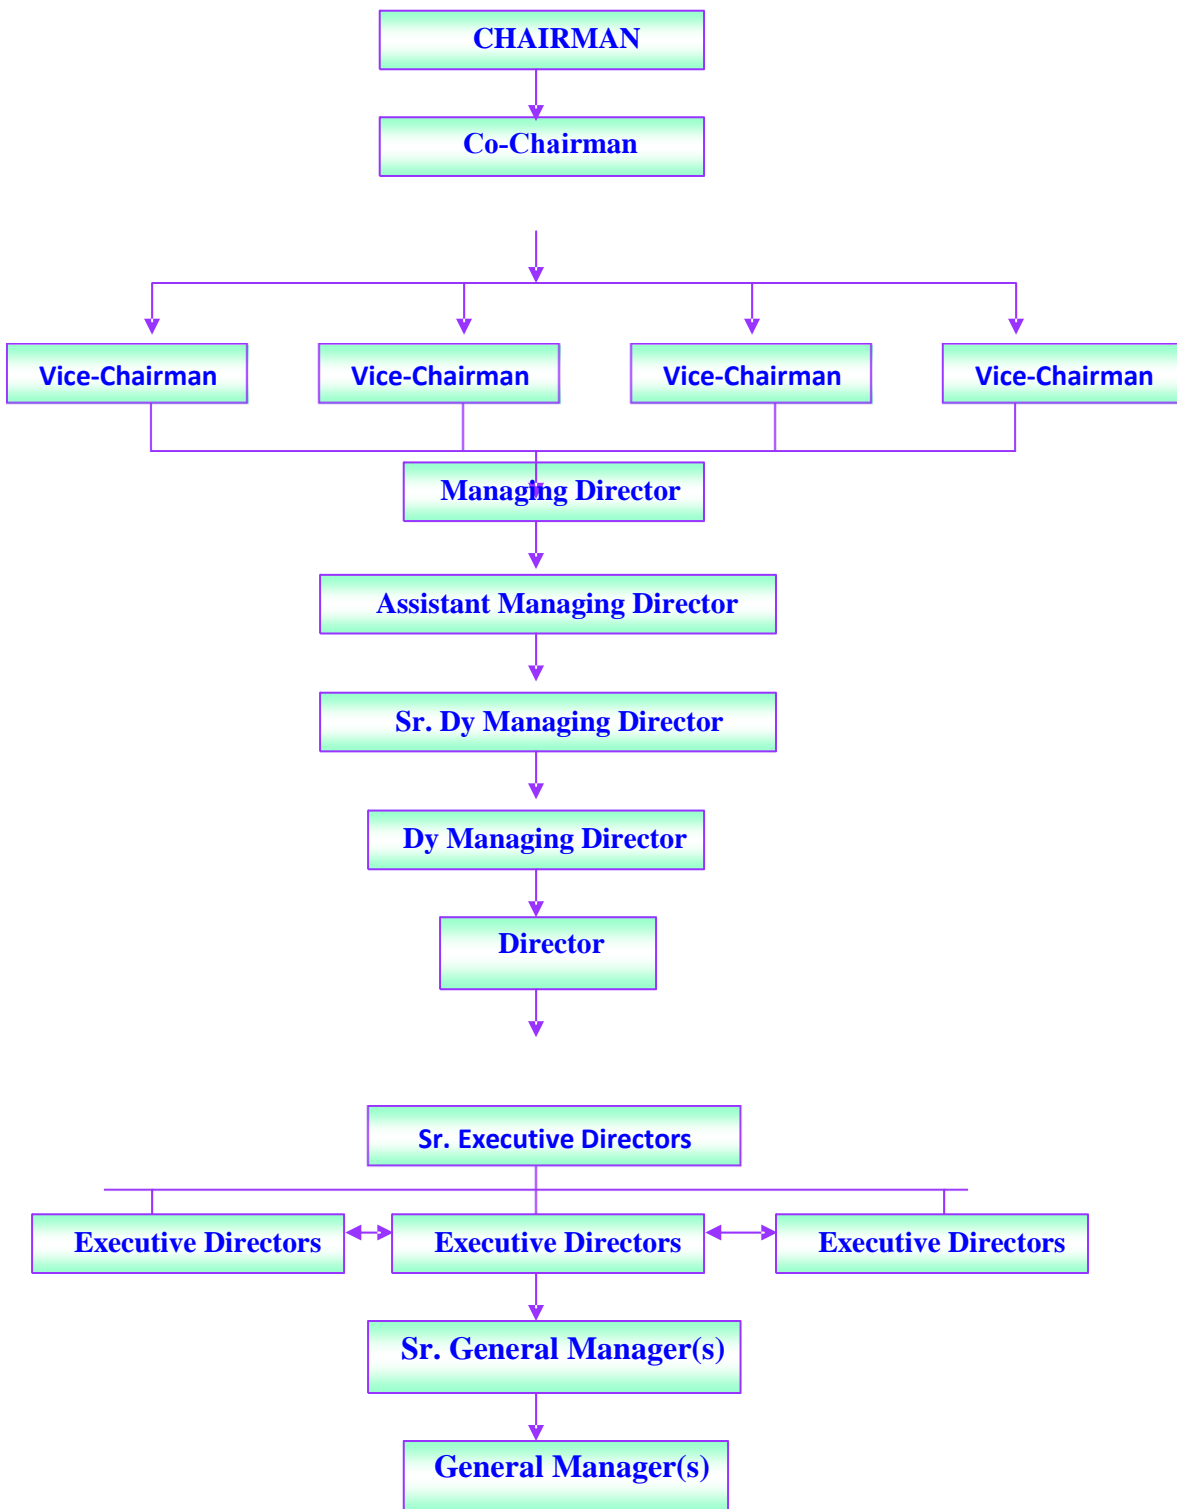 CHAIRMAN
Co-Chairman
Vice-Chairman
Vice-Chairman
Vice-Chairman
Vice-Chairman
Managing Director
Assistant Managing Director
Sr. Dy Managing Director
Dy Managing Director
Director
Sr. Executive Directors
Executive Directors
Executive Directors
Executive Directors
Sr. General Manager(s)
General Manager(s)